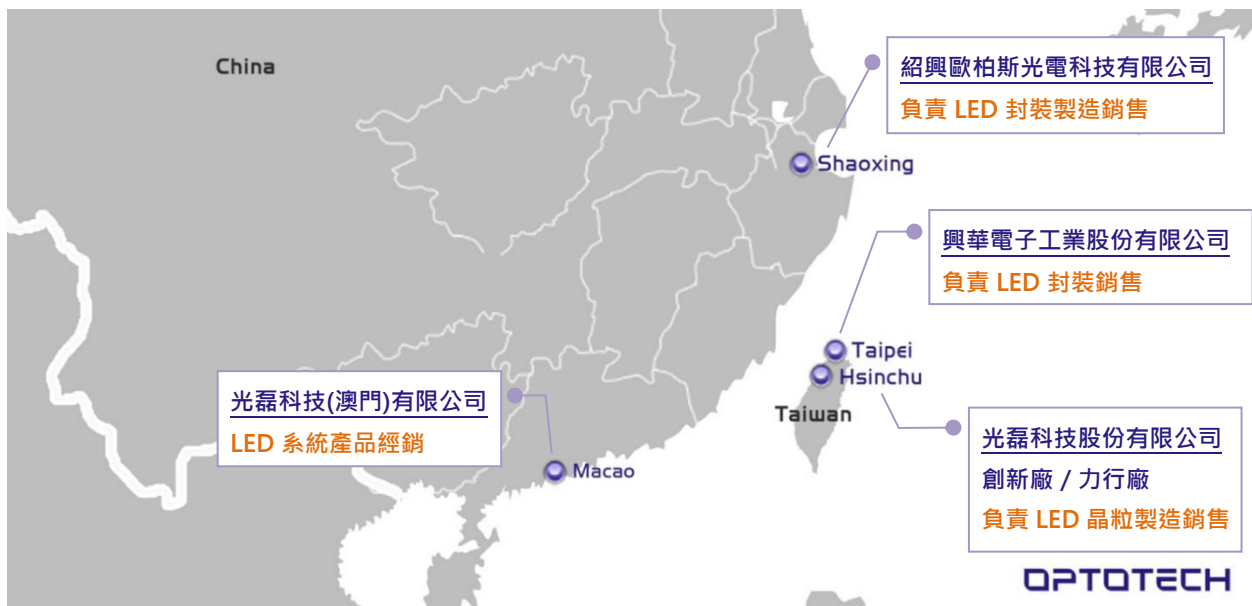 China
紹興歐柏斯光電科技有限公司
負責 LED 封裝製造銷售
Shaoxing
興華電子工業股份有限公司
負責 LED 封裝銷售
Taipei
Hsinchu
Taiwan
光磊科技(澳門)有限公司
LED 系統產品經銷
Macao
光磊科技股份有限公司
創新廠 / 力行廠
負責 LED 晶粒製造銷售
OPTOTECH